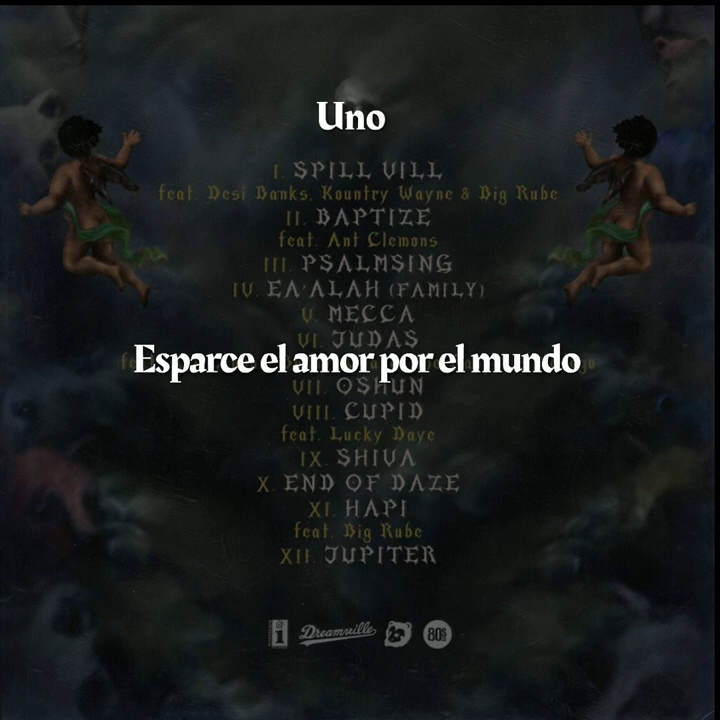 Uno
I. SPILL VILL
feat. Desi Banks, Kountry Wayne & Big Rube
II. BAPTIZE
feat. Ant Clemons
III. PSALMSING
IV. EA'ALAH (FAMILY)
V. MECCA
VI. JUDAS
Esparce el amor por el mundo
VII. OSHUN
VIII. CUPID
feat. Lucky Daye
IX. SHIVA
X. END OF DAZE
XI. HAPI
feat. Big Rube
XII. JUPITER
Dreamville
80s